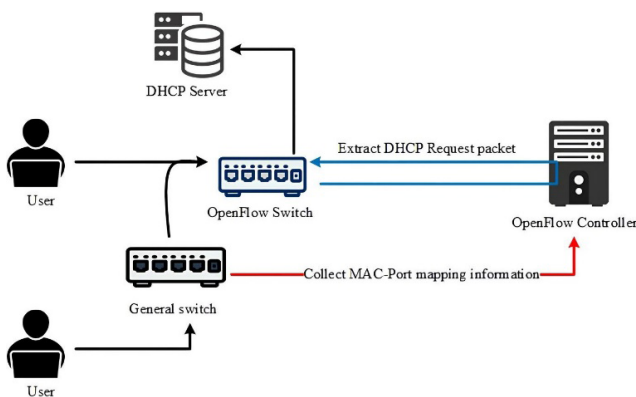 DHCP Server
Extract DHCP Request packet
User
OpenFlow Switch
OpenFlow Controller
Collect MAC-Port mapping information
General switch
User